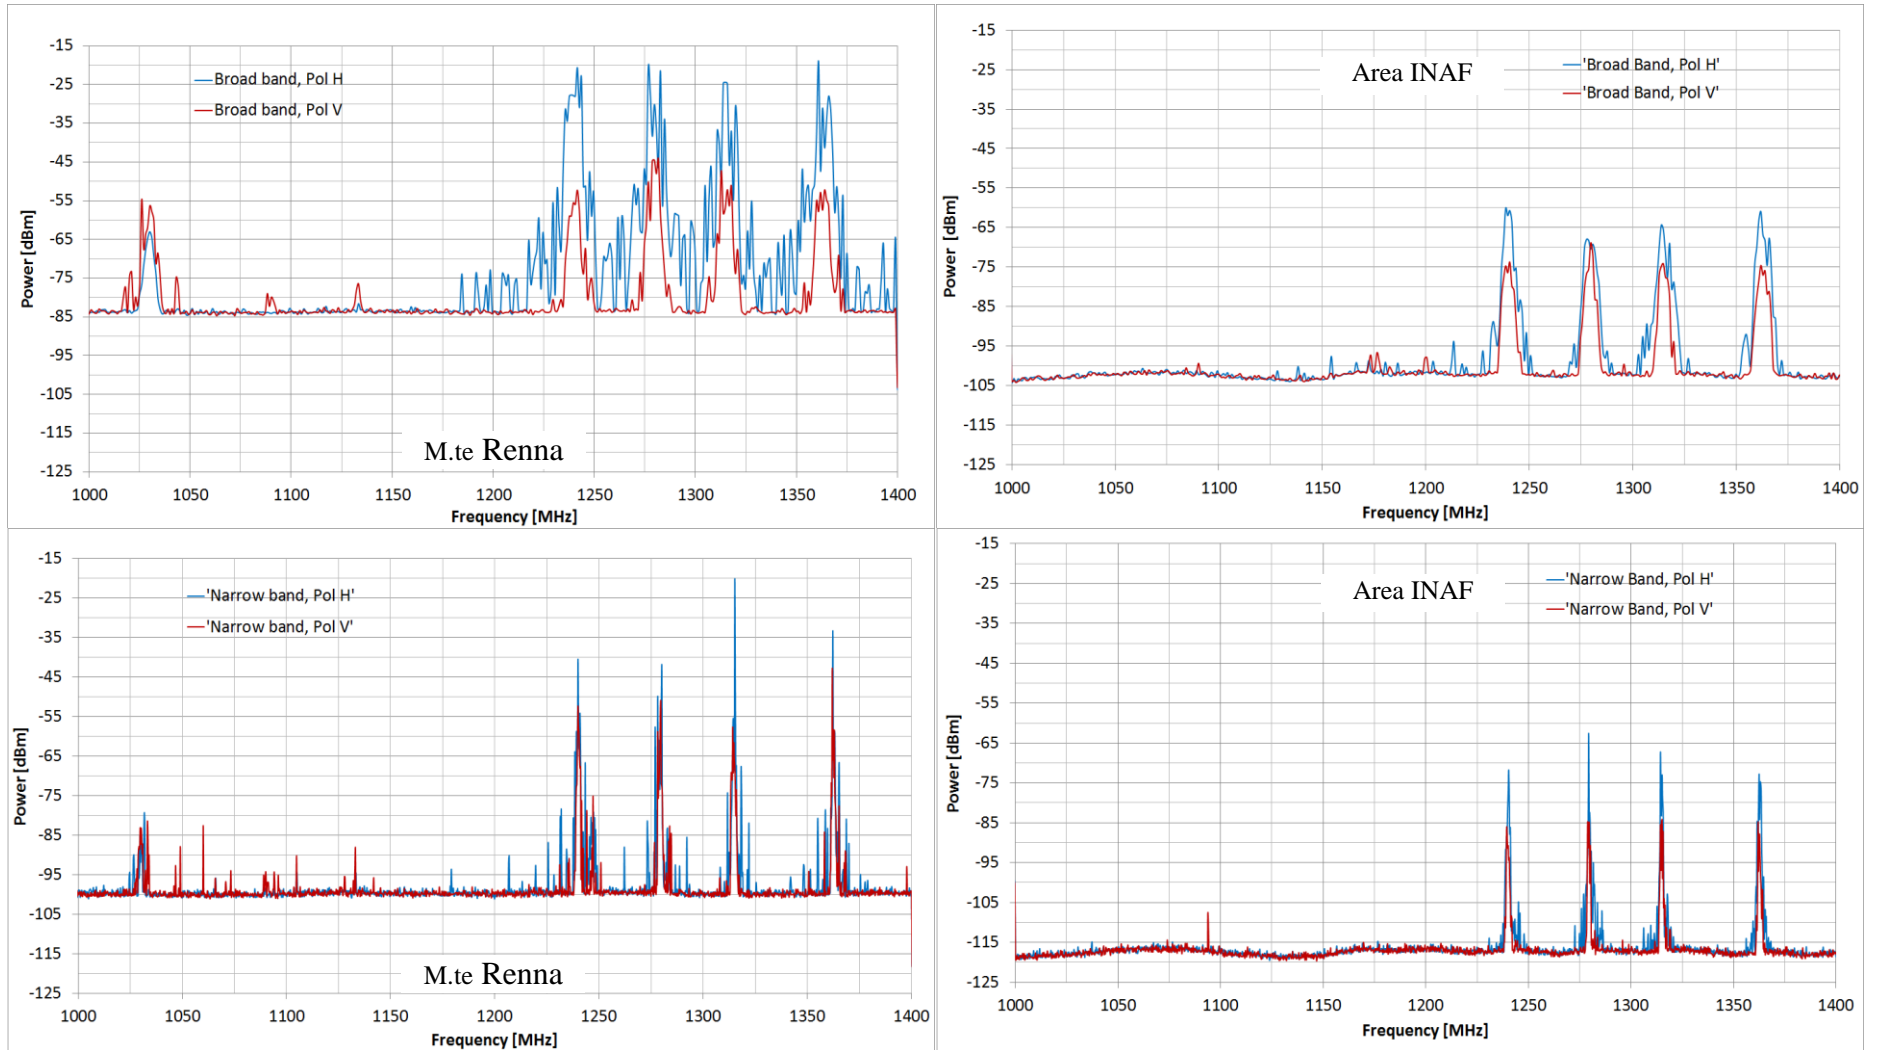 -15
-25
-35
-45
-55
-65
-75
-85
-95
-105
-115
-125
Power [dBm]
Broad band, Pol H
Broad band, Pol V
M.te Renna
1000 1050 1100 1150 1200 1250 1300 1350 1400
Frequency [MHz]
-15
-25
-35
-45
-55
-65
-75
-85
-95
-105
-115
-125
Power [dBm]
Area INAF
'Broad Band, Pol H'
'Broad Band, Pol V'
1000 1050 1100 1150 1200 1250 1300 1350 1400
Frequency [MHz]
-15
-25
-35
-45
-55
-65
-75
-85
-95
-105
-115
-125
Power [dBm]
'Narrow band, Pol H'
'Narrow band, Pol V'
M.te Renna
1000 1050 1100 1150 1200 1250 1300 1350 1400
Frequency [MHz]
-15
-25
-35
-45
-55
-65
-75
-85
-95
-105
-115
-125
Power [dBm]
Area INAF
'Narrow Band, Pol H'
'Narrow Band, Pol V'
1000 1050 1100 1150 1200 1250 1300 1350 1400
Frequency [MHz]